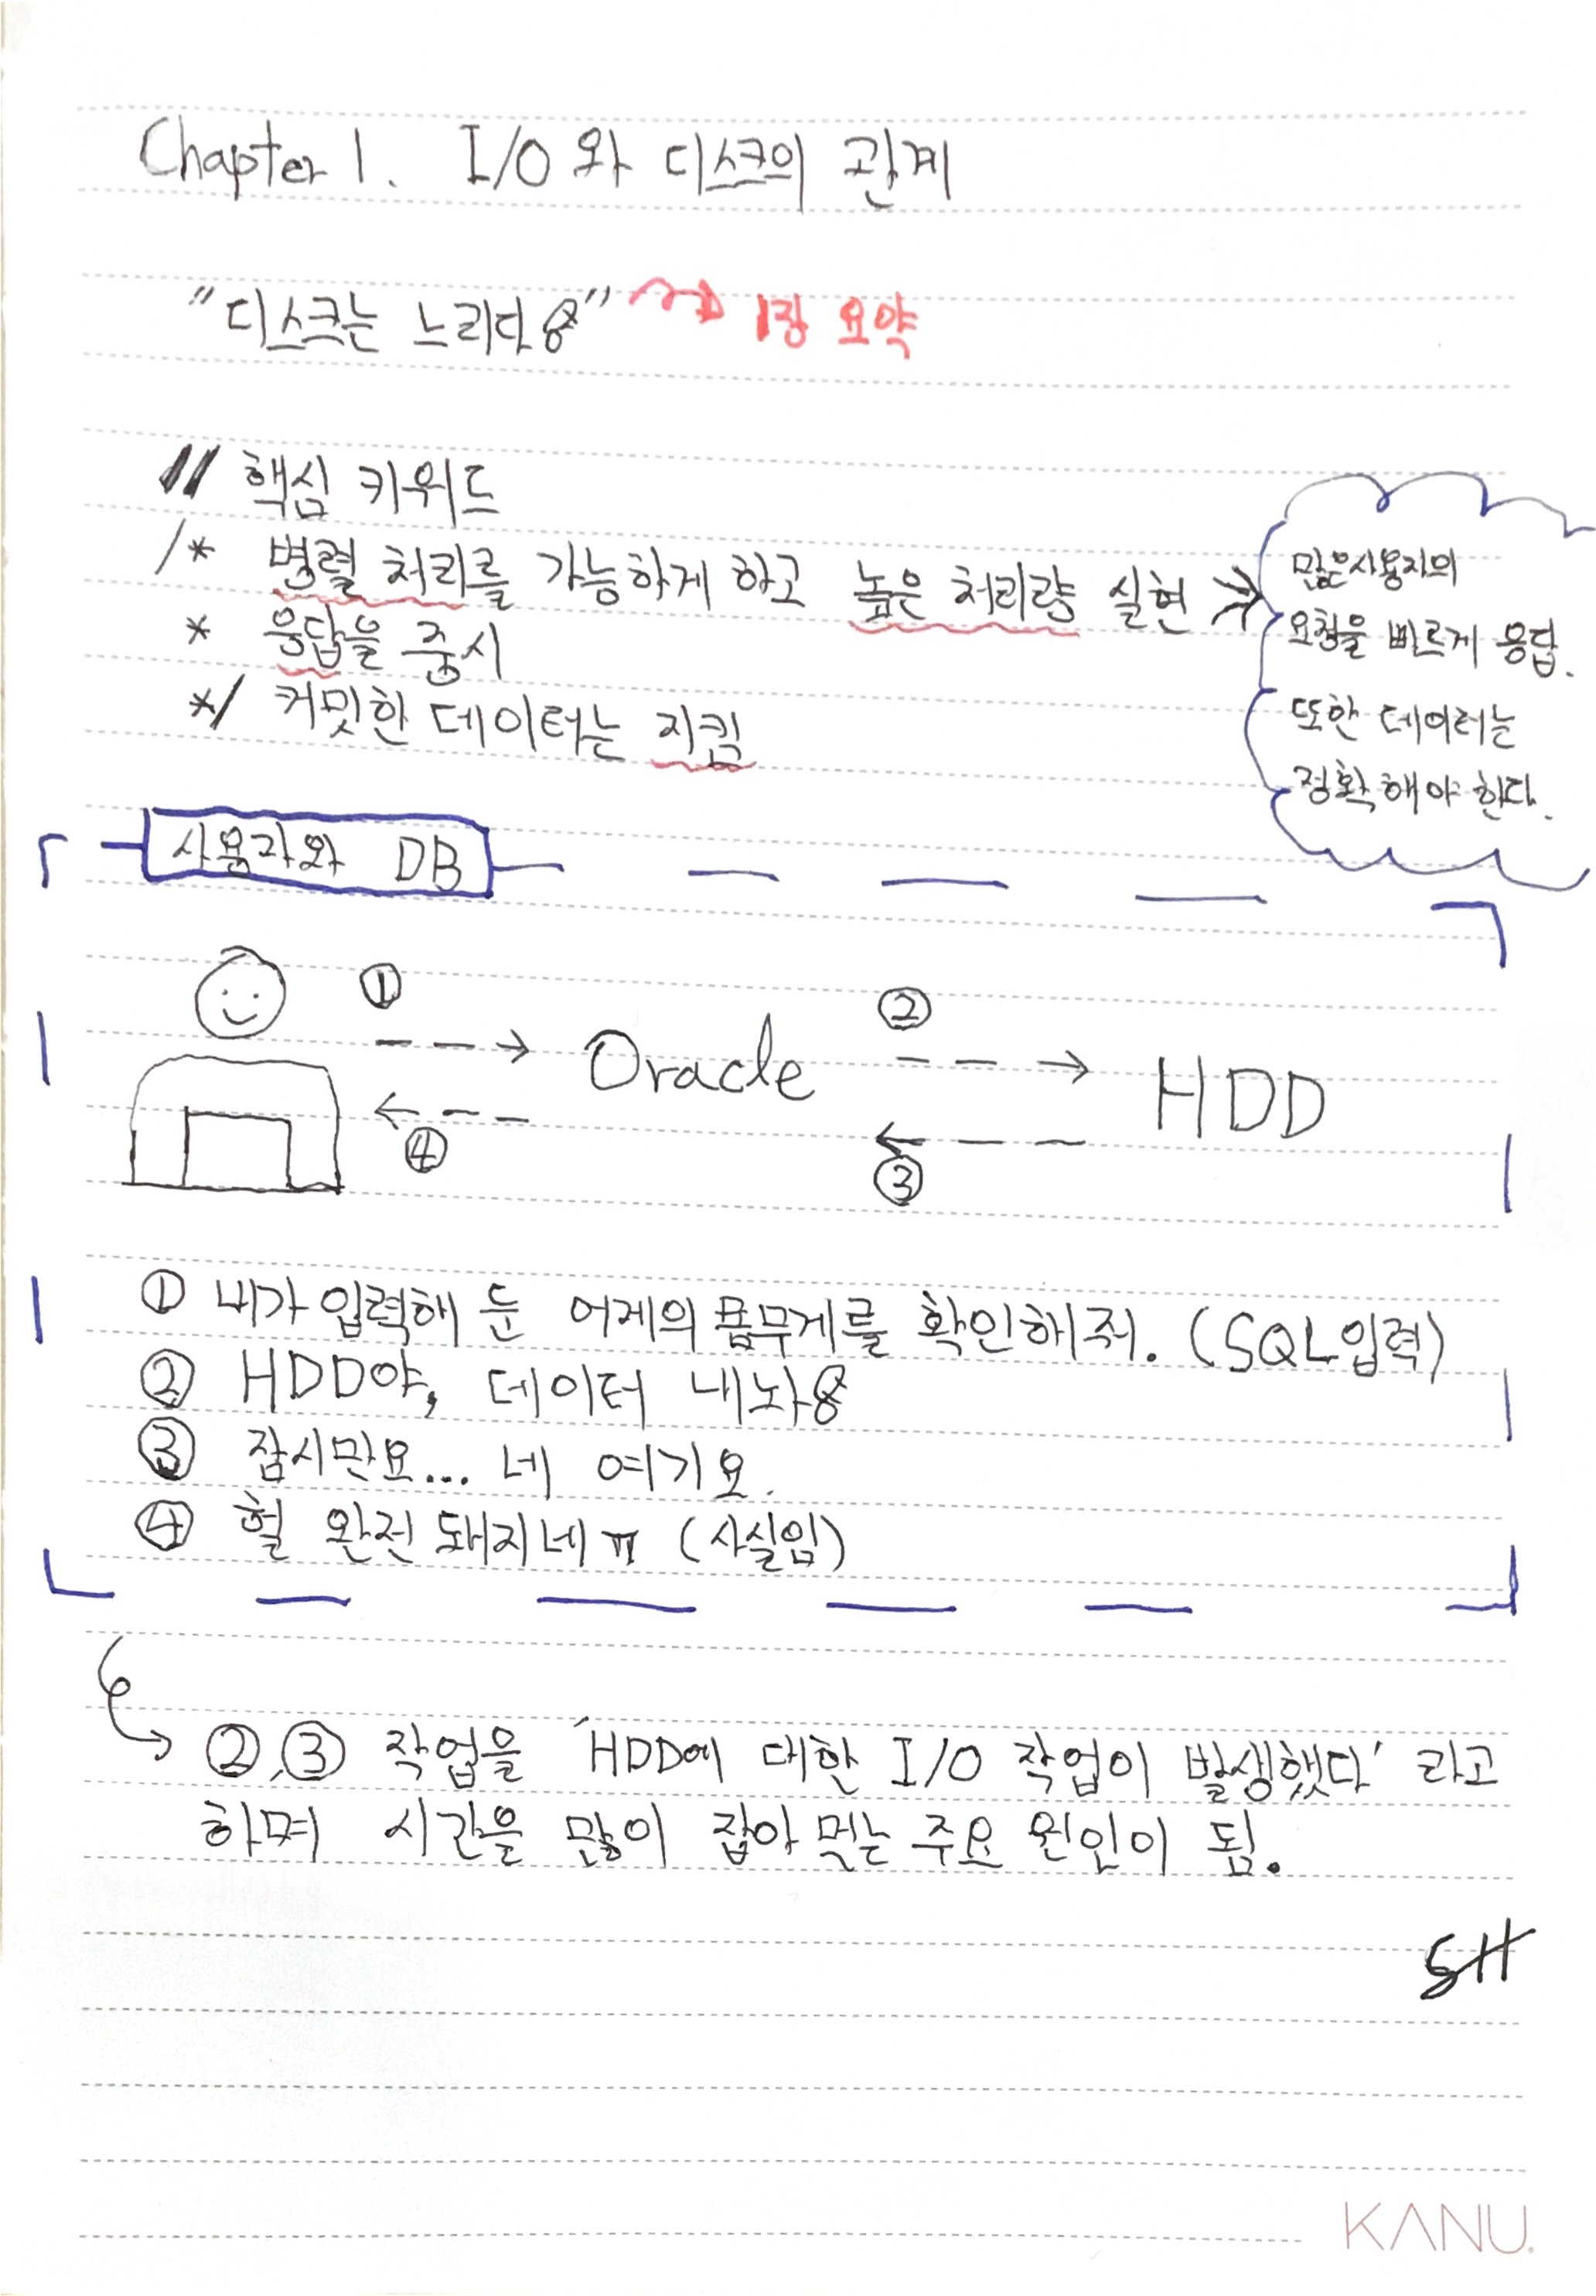 Chapter 1. I/O와 디스크의 관계
"디스크는 느리다용" 1장 요약
// 핵심 키워드
/* 병렬 처리를 가능하게 하고 높은 처리량 실현
* 응답을 중시
*/ 커밋한 데이터는 지킴
많은 사용자의
요청을 빠르게 응답.
또한 데이터는
정확해야 한다.
사용자와 DB
① ②
Oracle HDD
④ ③
① 내가 입력해 둔 어제의 몸무게를 확인해줘. (SQL입력)
② HDD야, 데이터 내놔용
③ 잠시만요... 네 여기요.
④ 헐 완전 돼지네ㅠ (사실임)
②,③ 작업을 'HDD에 대한 I/O 작업이 발생했다' 라고
하며 시간을 많이 잡아 먹는 주요 원인이 됨.
SH
KANU.